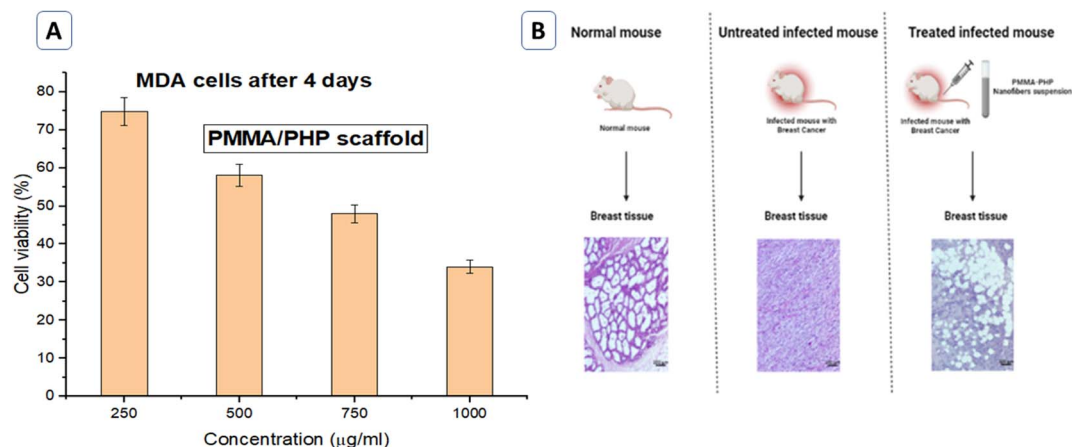 A
MDA cells after 4 days
PMMA/PHP scaffold
Cell viability (%)
80
70
60
50
40
30
20
10
0
250
500
750
1000
Concentration (µg/ml)
B
Normal mouse
Untreated infected mouse
Treated infected mouse
Normal mouse
Infected mouse with
Breast Cancer
PMMA-PHP
Nanofibers suspension
Infected mouse with
Breast Cancer
Breast tissue
Breast tissue
Breast tissue